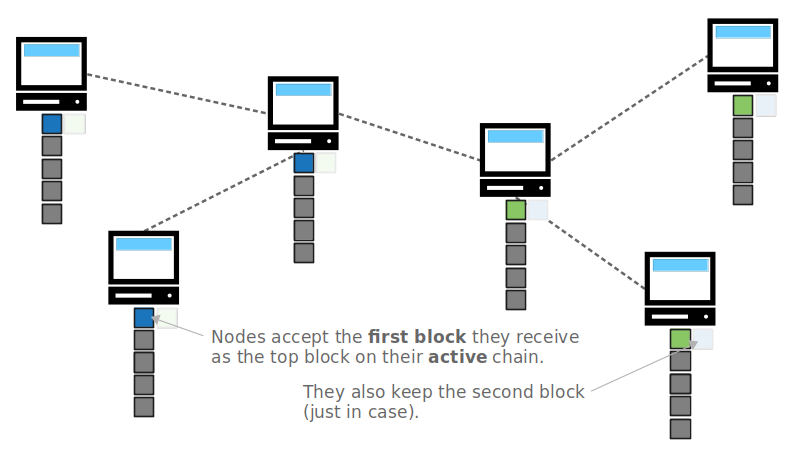 Nodes accept the first block they receive
as the top block on their active chain.
They also keep the second block
(just in case).